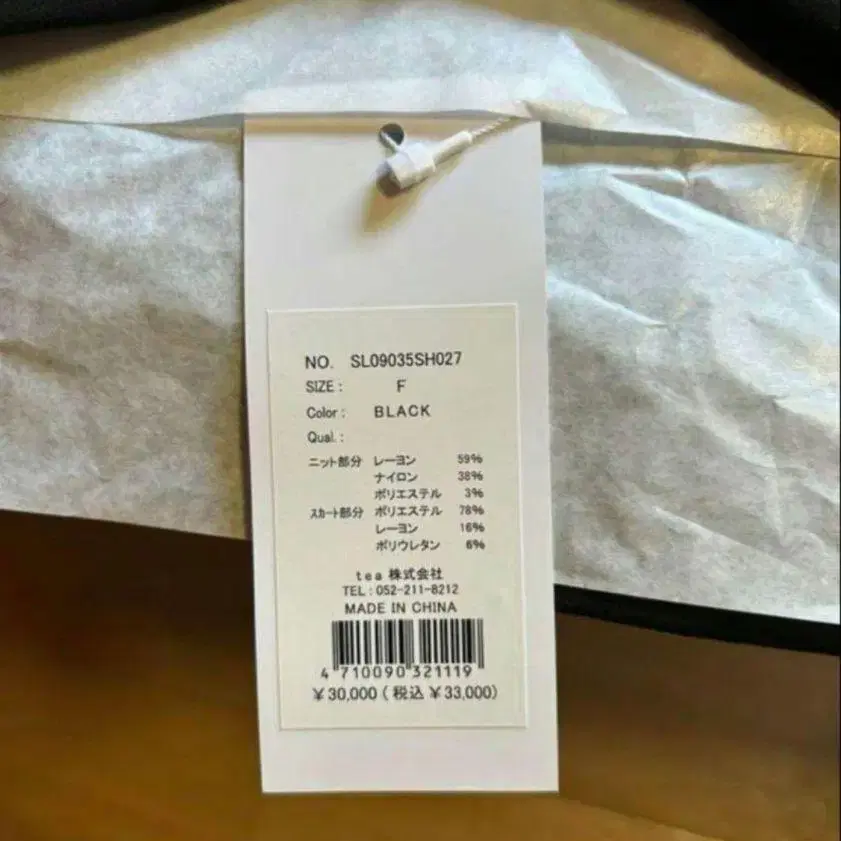 NO. SL09035SH027
SIZE : F
Color : BLACK
Qual. :
ニット部分 レーヨン 59%
ナイロン 38%
ポリエステル 3%
スカート部分 ポリエステル 78%
レーヨン 16%
ポリウレタン 6%
tea 株式会社
TEL : 052-211-8212
MADE IN CHINA
4 710090 321119
¥30,000 ( 税込 ¥33,000)